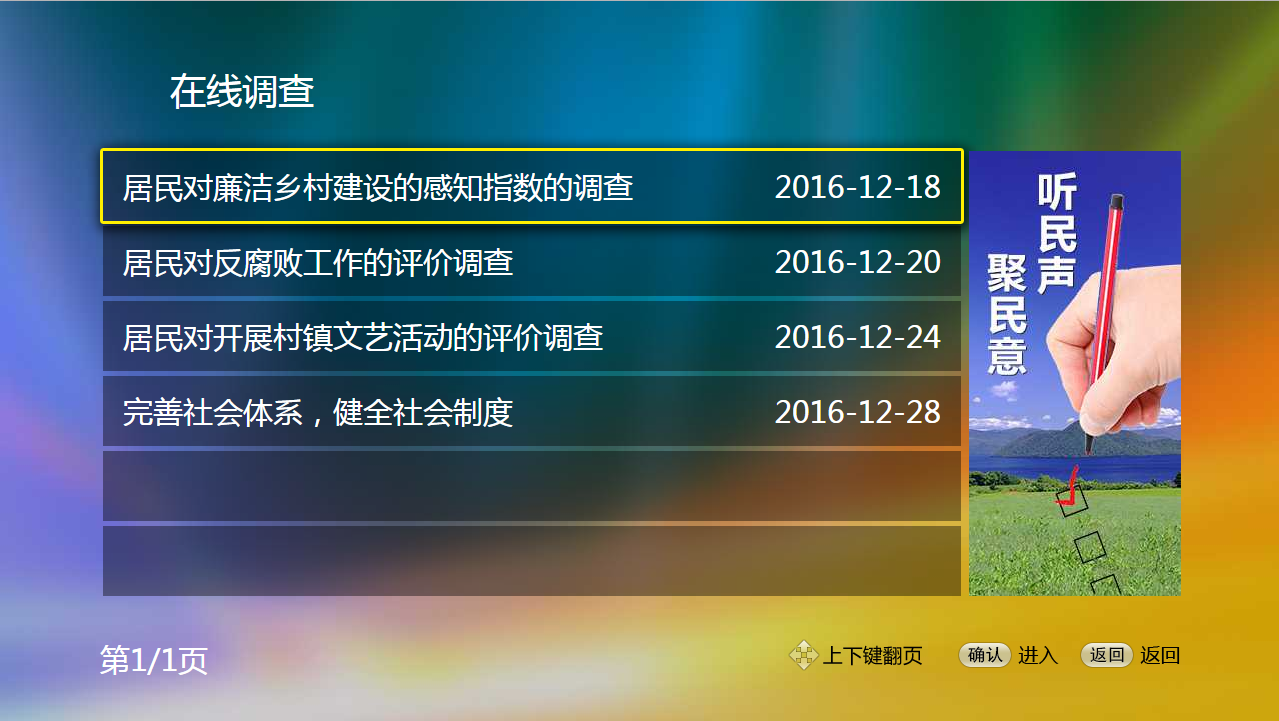 在线调查
居民对廉洁乡村建设的感知指数的调查 2016-12-18
居民对反腐败工作的评价调查 2016-12-20
居民对开展村镇文艺活动的评价调查 2016-12-24
完善社会体系，健全社会制度 2016-12-28
听民声
聚民意
第1/1页
上下键翻页 确认 进入 返回 返回